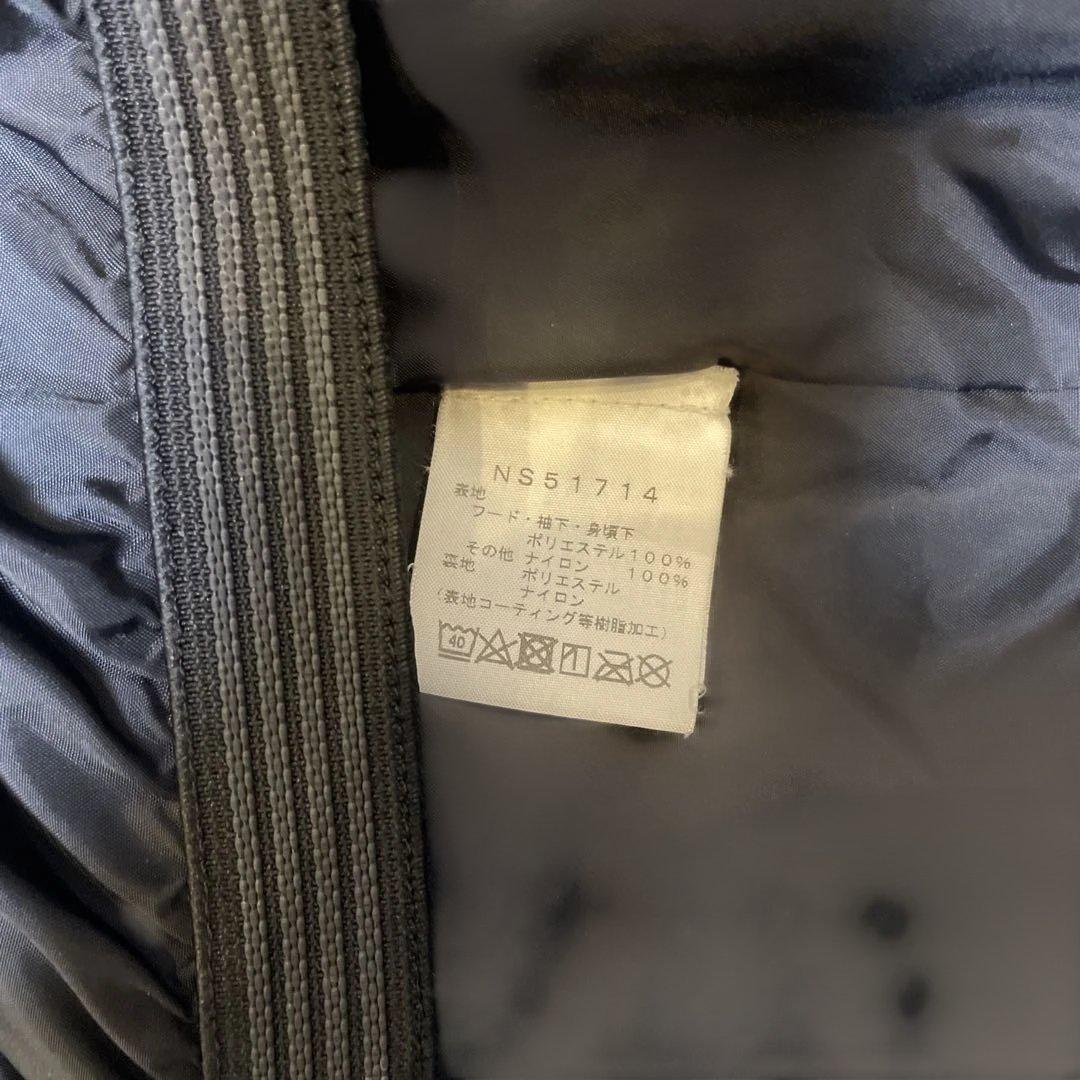 NS51714
表地
フード・袖下・身頃下
ポリエステル100%
その他 ナイロン 100%
裏地 ポリエステル
ナイロン
(表地コーティング等樹脂加工)
40